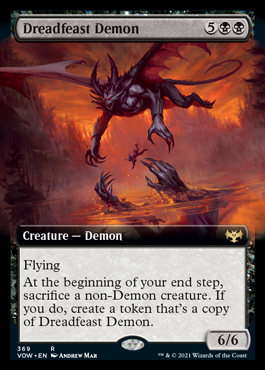 Dreadfeast Demon 5
Creature — Demon
Flying
At the beginning of your end step,
sacrifice a non-Demon creature. If
you do, create a token that's a copy
of Dreadfeast Demon.
6/6
369 R
VOW • EN Andrew Mar
™ & © 2021 Wizards of the Coast